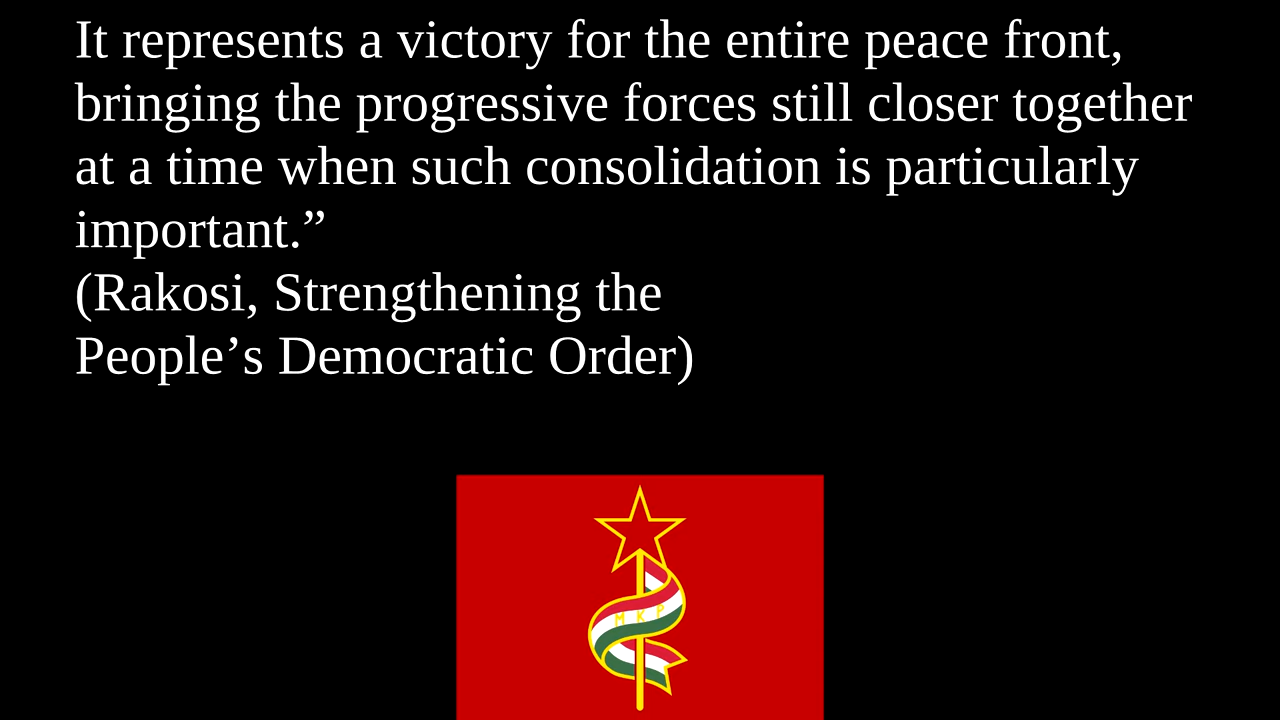 It represents a victory for the entire peace front,
bringing the progressive forces still closer together
at a time when such consolidation is particularly
important.”
(Rakosi, Strengthening the
People’s Democratic Order)
M K P